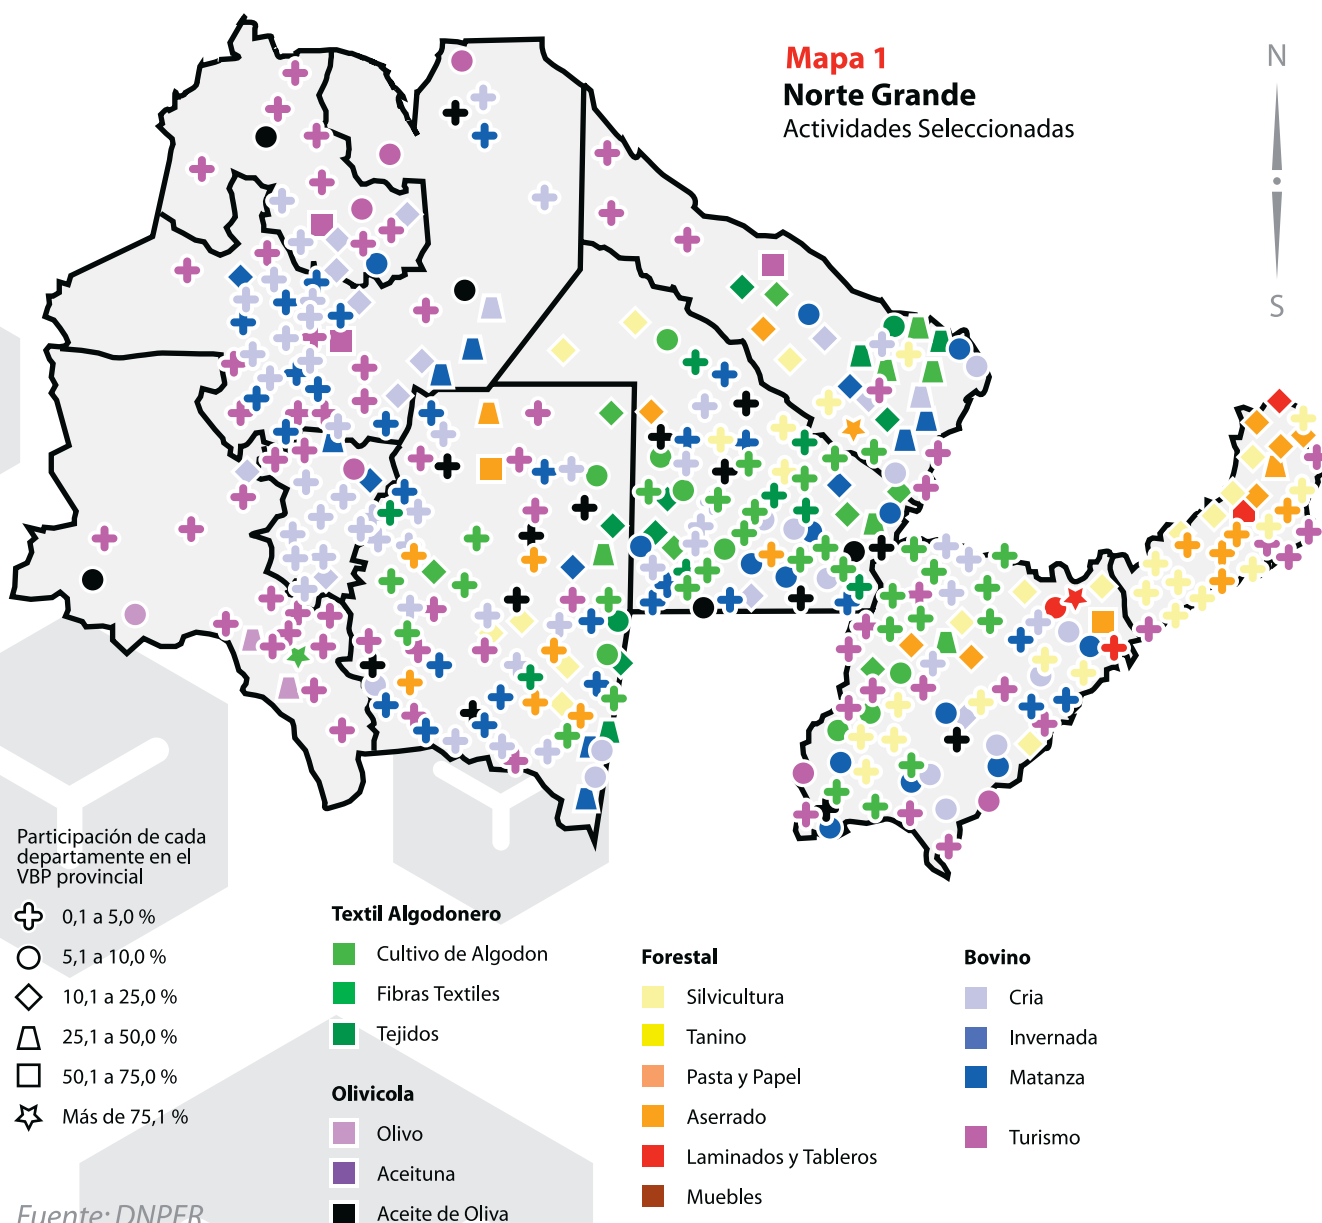 Mapa 1
Norte Grande
Actividades Seleccionadas
N
S
Participación de cada
departamente en el
VBP provincial
0,1 a 5,0 %
5,1 a 10,0 %
10,1 a 25,0 %
25,1 a 50,0 %
50,1 a 75,0 %
Más de 75,1 %
Textil Algodonero
Cultivo de Algodon
Fibras Textiles
Tejidos
Olivicola
Olivo
Aceituna
Aceite de Oliva
Forestal
Silvicultura
Tanino
Pasta y Papel
Aserrado
Laminados y Tableros
Muebles
Bovino
Cria
Invernada
Matanza
Turismo
Fuente: DNPER